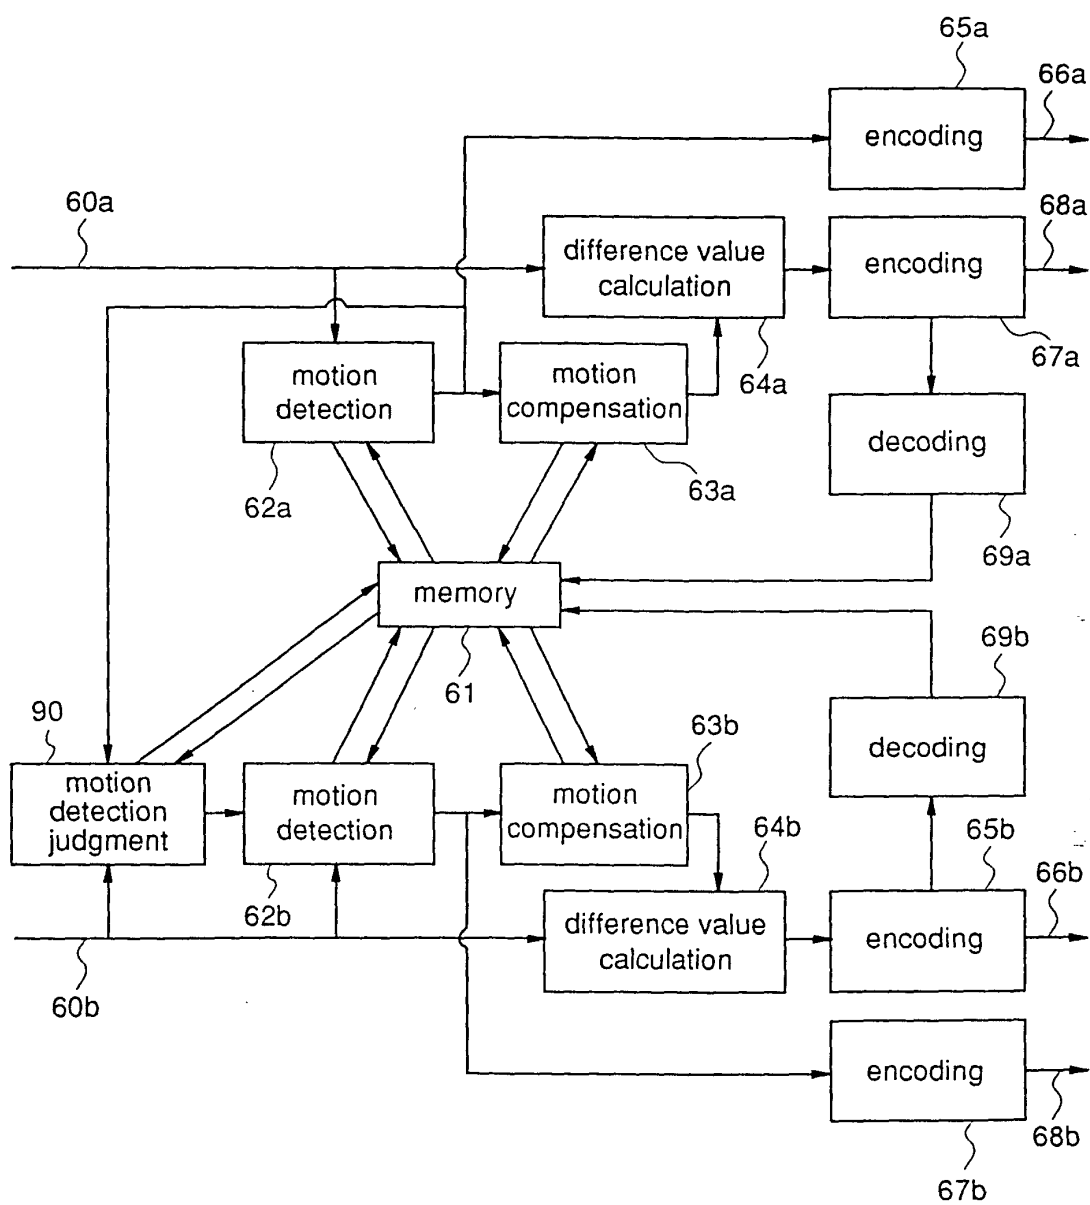 65a
66a
encoding
60a
68a
difference value
calculation
encoding
67a
64a
motion
detection
motion
compensation
decoding
62a
63a
69a
memory
61
69b
90
63b
decoding
motion
detection
judgment
motion
detection
motion
compensation
64b
65b
66b
62b
difference value
calculation
encoding
60b
encoding
68b
67b